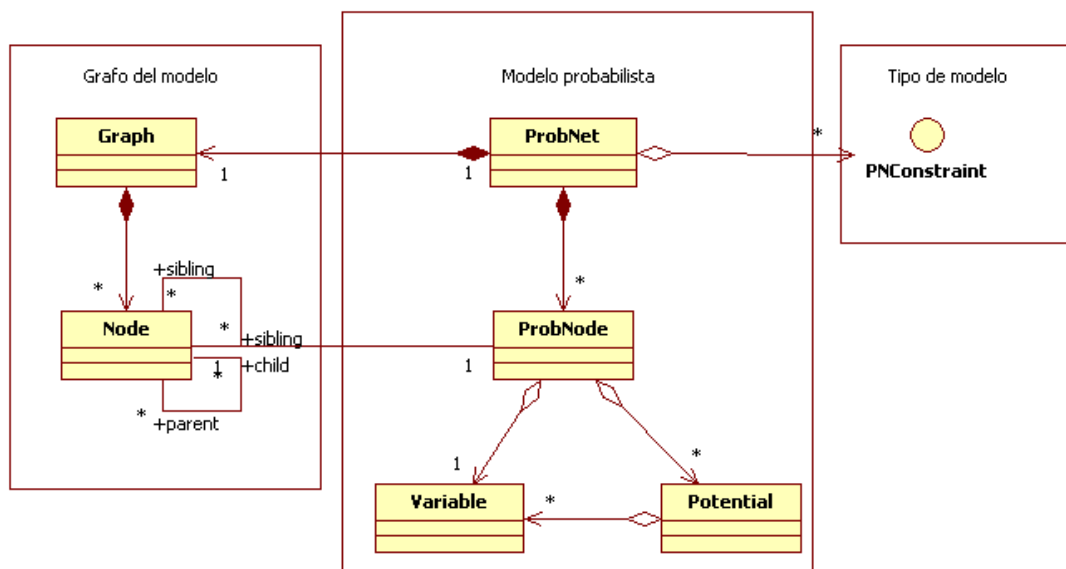 Grafo del modelo
Modelo probabilista
Tipo de modelo
Graph
1
1
ProbNet
*
PNConstraint
*
+sibling
*
*
+sibling
*
Node
ProbNode
1
*
+child
1
*
+parent
1
*
Variable
*
Potential